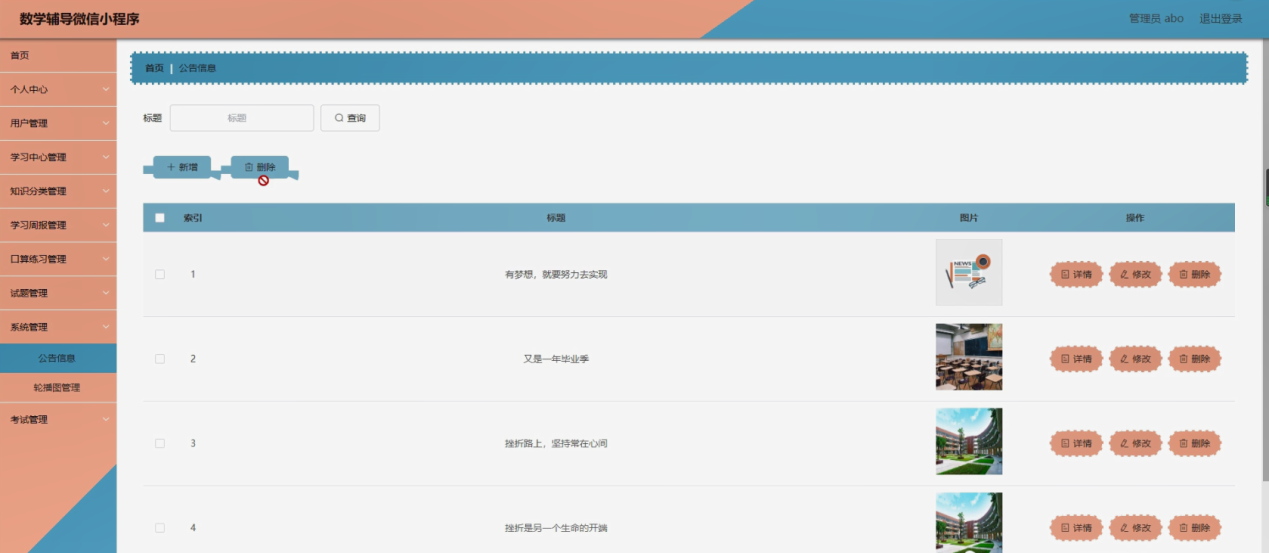 数学辅导微信小程序
管理员 abo 退出登录
首页
个人中心
用户管理
学习中心管理
知识分类管理
学习周报管理
口算练习管理
试题管理
系统管理
公告信息
轮播图管理
考试管理
首页 | 公告信息
标题 标题 查询
新增 删除
索引 标题 图片 操作
1 有梦想，就要努力去实现 NEWS 详情 修改 删除
2 又是一年毕业季 详情 修改 删除
3 挫折路上，坚持常在心间 详情 修改 删除
4 挫折是另一个生命的开端 详情 修改 删除